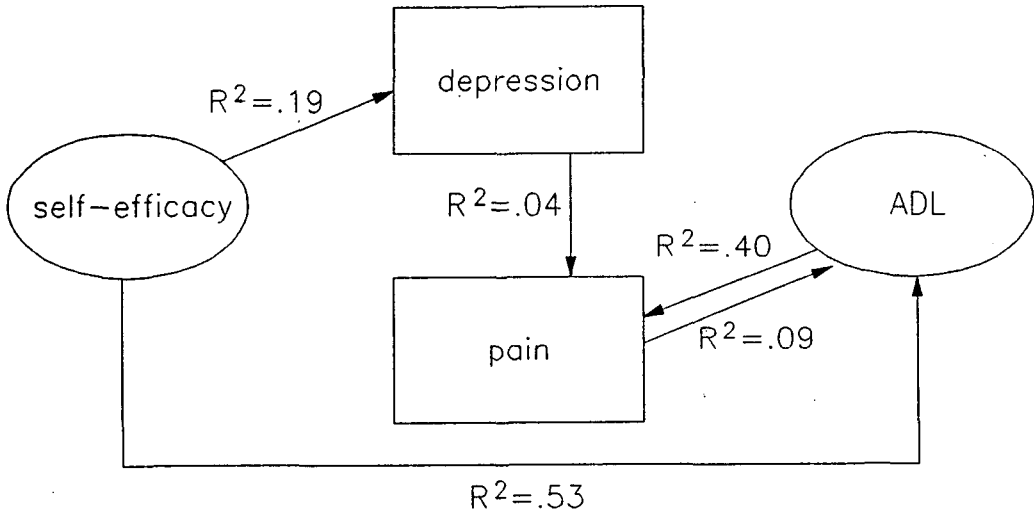 depression
R²=.19
self-efficacy
R²=.04
ADL
R²=.40
R²=.09
pain
R²=.53